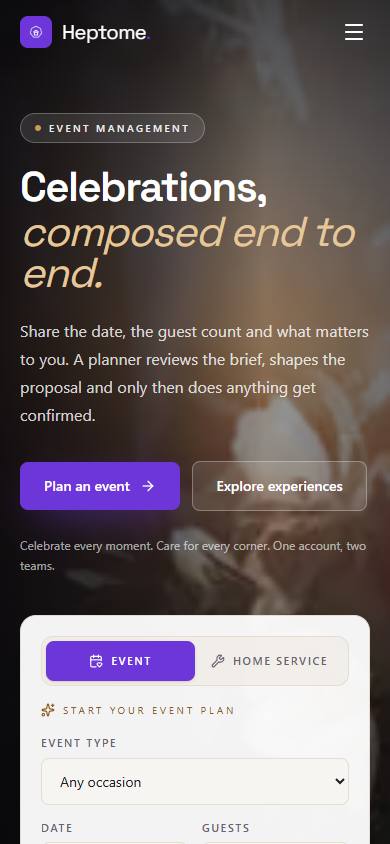 Heptome.
EVENT MANAGEMENT
Celebrations,
composed end to
end.
Share the date, the guest count and what matters
to you. A planner reviews the brief, shapes the
proposal and only then does anything get
confirmed.
Plan an event
Explore experiences
Celebrate every moment. Care for every corner. One account, two
teams.
EVENT
HOME SERVICE
START YOUR EVENT PLAN
EVENT TYPE
Any occasion
DATE
GUESTS